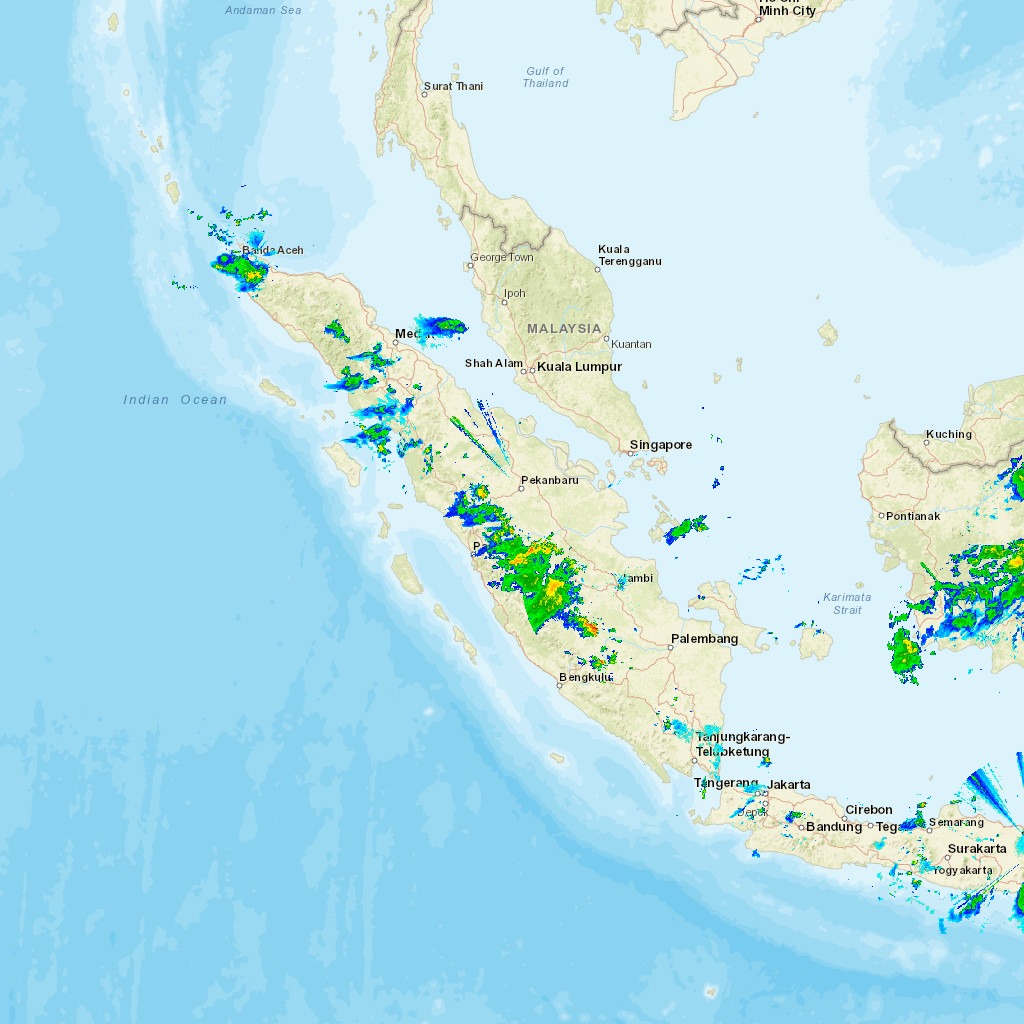 Andaman Sea
Minh City
Gulf of
Thailand
Surat Thani
Banda Aceh
George Town
Kuala
Terengganu
Ipoh
MALAYSIA
Kuantan
Shah Alam
Kuala Lumpur
Indian Ocean
Singapore
Kuching
Pekanbaru
Pontianak
Karimata
Strait
Palembang
Bengkulu
Tanjungkarang-
Telukbetung
Tangerang
Jakarta
Depok
Cirebon
Bandung
Semarang
Surakarta
Yogyakarta